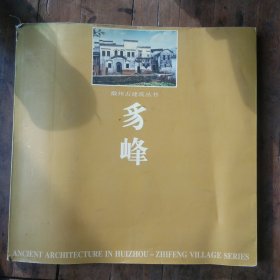 徽州古建筑丛书
豸峰
ANCIENT ARCHITECTURE IN HUIZHOU - ZHIFENG VILLAGE SERIES